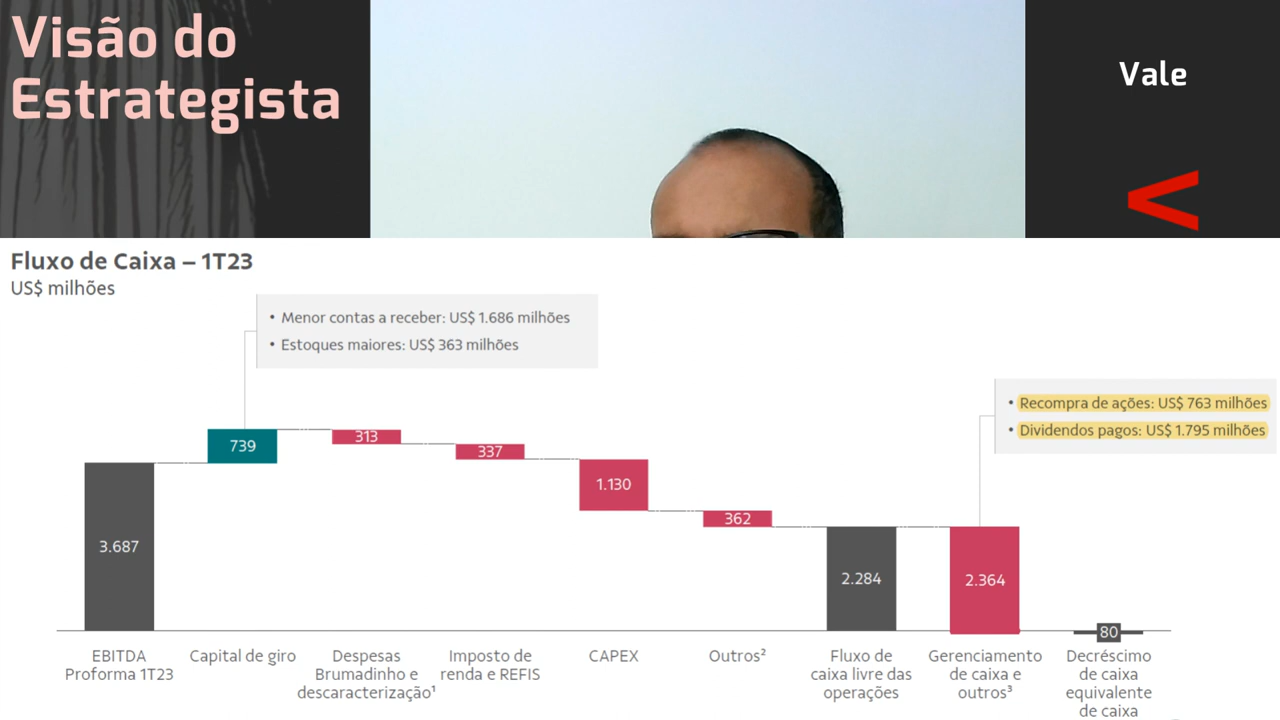 Visão do
Estrategista
Vale
Fluxo de Caixa – 1T23
US$ milhões
• Menor contas a receber: US$ 1.686 milhões
• Estoques maiores: US$ 363 milhões
• Recompra de ações: US$ 763 milhões
• Dividendos pagos: US$ 1.795 milhões
3.687
739
313
337
1.130
362
2.284
2.364
80
EBITDA
Proforma 1T23
Capital de giro
Despesas
Brumadinho e
descaracterização¹
Imposto de
renda e REFIS
CAPEX
Outros²
Fluxo de
caixa livre das
operações
Gerenciamento
de caixa e
outros³
Decréscimo
de caixa
equivalente
de caixa